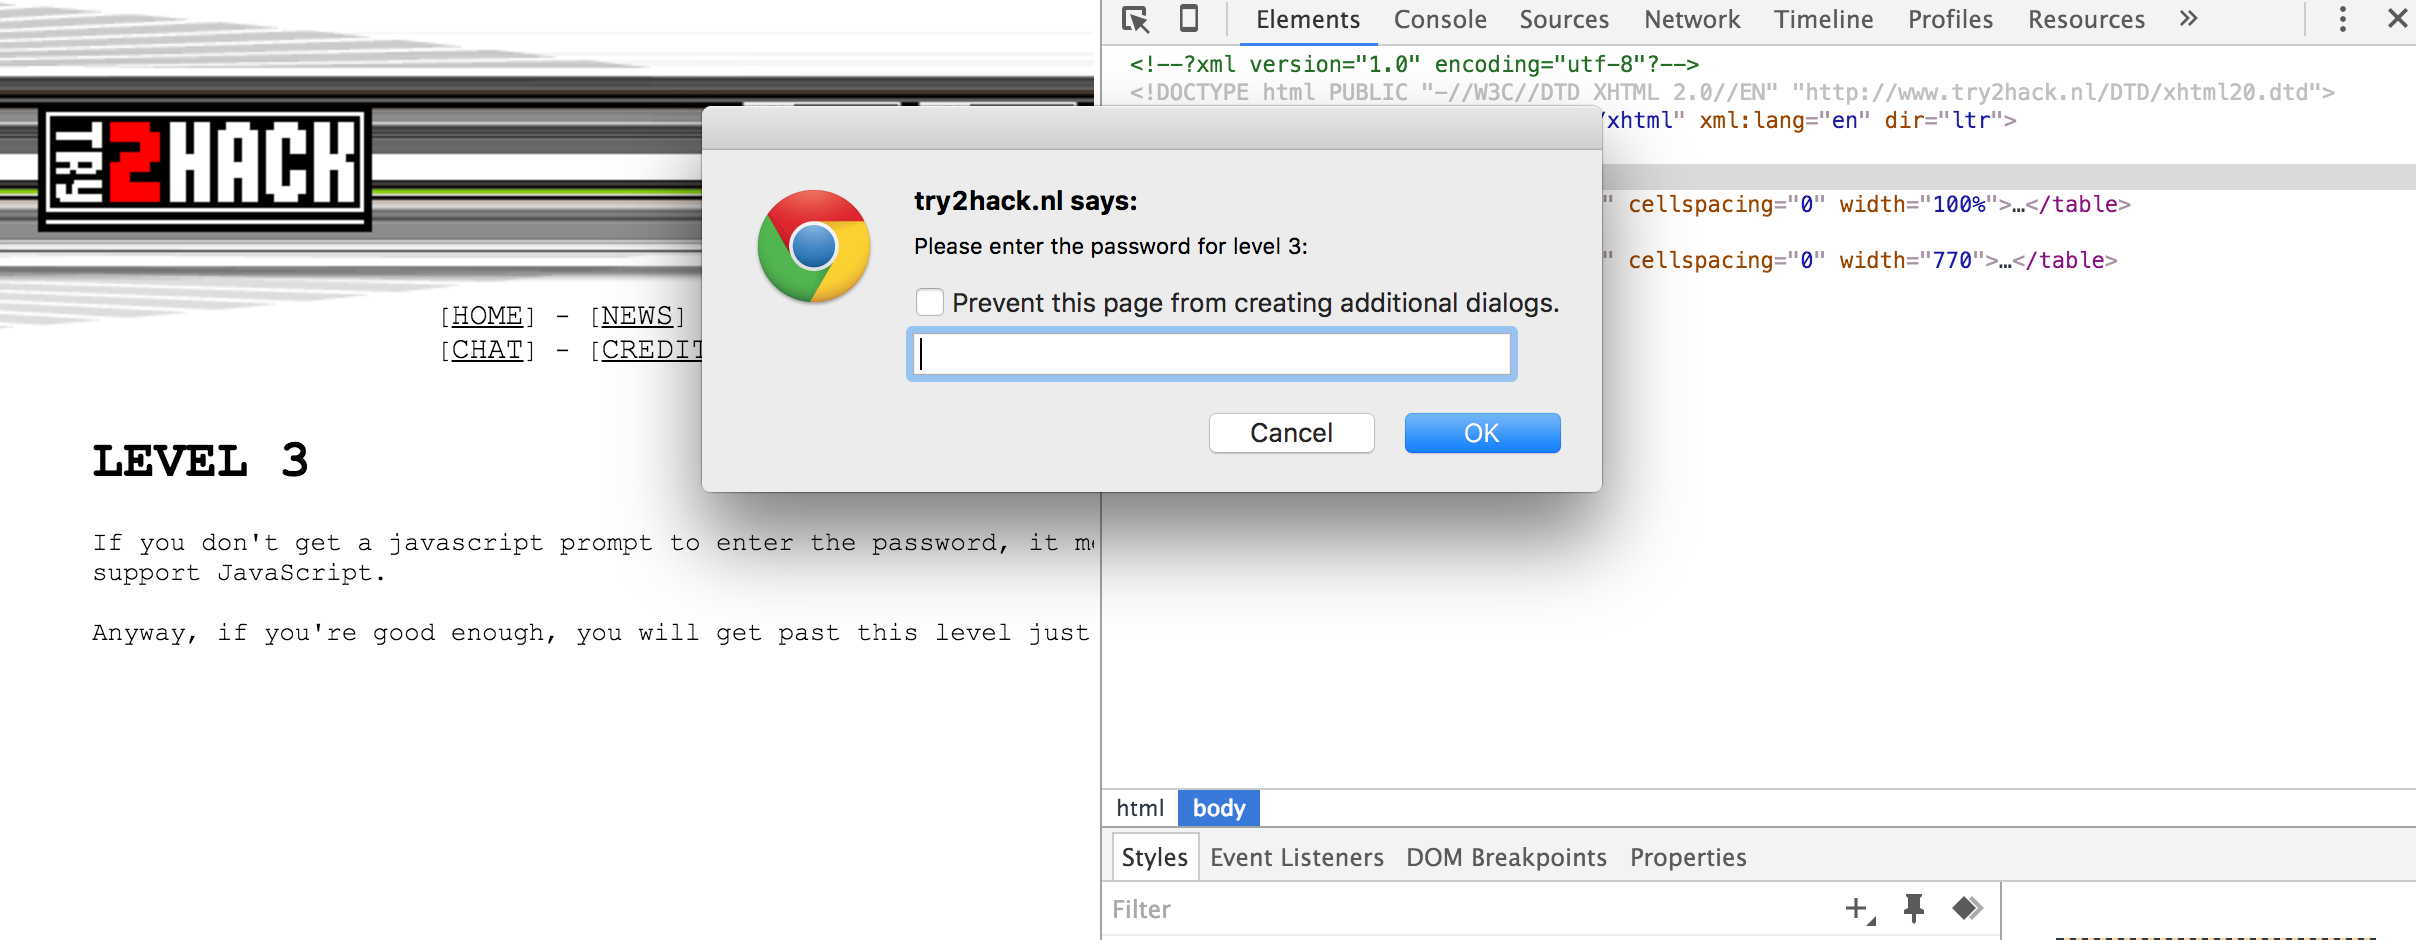 TRY2HACK
[HOME] - [NEWS]
[CHAT] - [CREDIT
LEVEL 3
If you don't get a javascript prompt to enter the password, it me
support JavaScript.
Anyway, if you're good enough, you will get past this level just
try2hack.nl says:
Please enter the password for level 3:
Prevent this page from creating additional dialogs.
Cancel OK
Elements Console Sources Network Timeline Profiles Resources »
<!--?xml version="1.0" encoding="utf-8"?-->
<!DOCTYPE html PUBLIC "-//W3C//DTD XHTML 2.0//EN" "http://www.try2hack.nl/DTD/xhtml20.dtd">
/xhtml" xml:lang="en" dir="ltr">
" cellspacing="0" width="100%">…</table>
" cellspacing="0" width="770">…</table>
html body
Styles Event Listeners DOM Breakpoints Properties
Filter